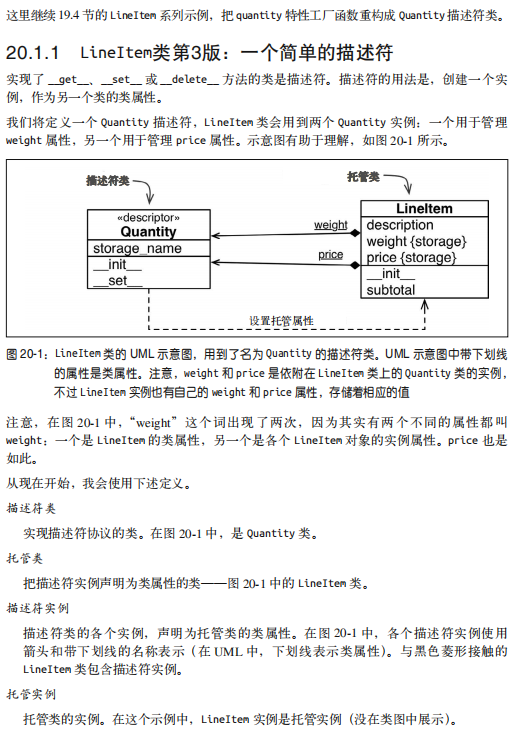 这里继续 19.4 节的 LineItem 系列示例，把 quantity 特性工厂函数重构成 Quantity 描述符类。
20.1.1 LineItem类第3版：一个简单的描述符
实现了 __get__、__set__ 或 __delete__ 方法的类是描述符。描述符的用法是，创建一个实
例，作为另一个类的类属性。
我们将定义一个 Quantity 描述符，LineItem 类会用到两个 Quantity 实例：一个用于管理
weight 属性，另一个用于管理 price 属性。示意图有助于理解，如图 20-1 所示。
描述符类
托管类
«descriptor»
Quantity
storage_name
__init__
__set__
weight
price
LineItem
description
weight {storage}
price {storage}
__init__
subtotal
设置托管属性
图 20-1：LineItem 类的 UML 示意图，用到了名为 Quantity 的描述符类。UML 示意图中带下划线
的属性是类属性。注意，weight 和 price 是依附在 LineItem 类上的 Quantity 类的实例，
不过 LineItem 实例也有自己的 weight 和 price 属性，存储着相应的值
注意，在图 20-1 中，“weight”这个词出现了两次，因为其实有两个不同的属性都叫
weight：一个是 LineItem 的类属性，另一个是各个 LineItem 对象的实例属性。price 也是
如此。
从现在开始，我会使用下述定义。
描述符类
实现描述符协议的类。在图 20-1 中，是 Quantity 类。
托管类
把描述符实例声明为类属性的类——图 20-1 中的 LineItem 类。
描述符实例
描述符类的各个实例，声明为托管类的类属性。在图 20-1 中，各个描述符实例使用
箭头和带下划线的名称表示（在 UML 中，下划线表示类属性）。与黑色菱形接触的
LineItem 类包含描述符实例。
托管实例
托管类的实例。在这个示例中，LineItem 实例是托管实例（没在类图中展示）。